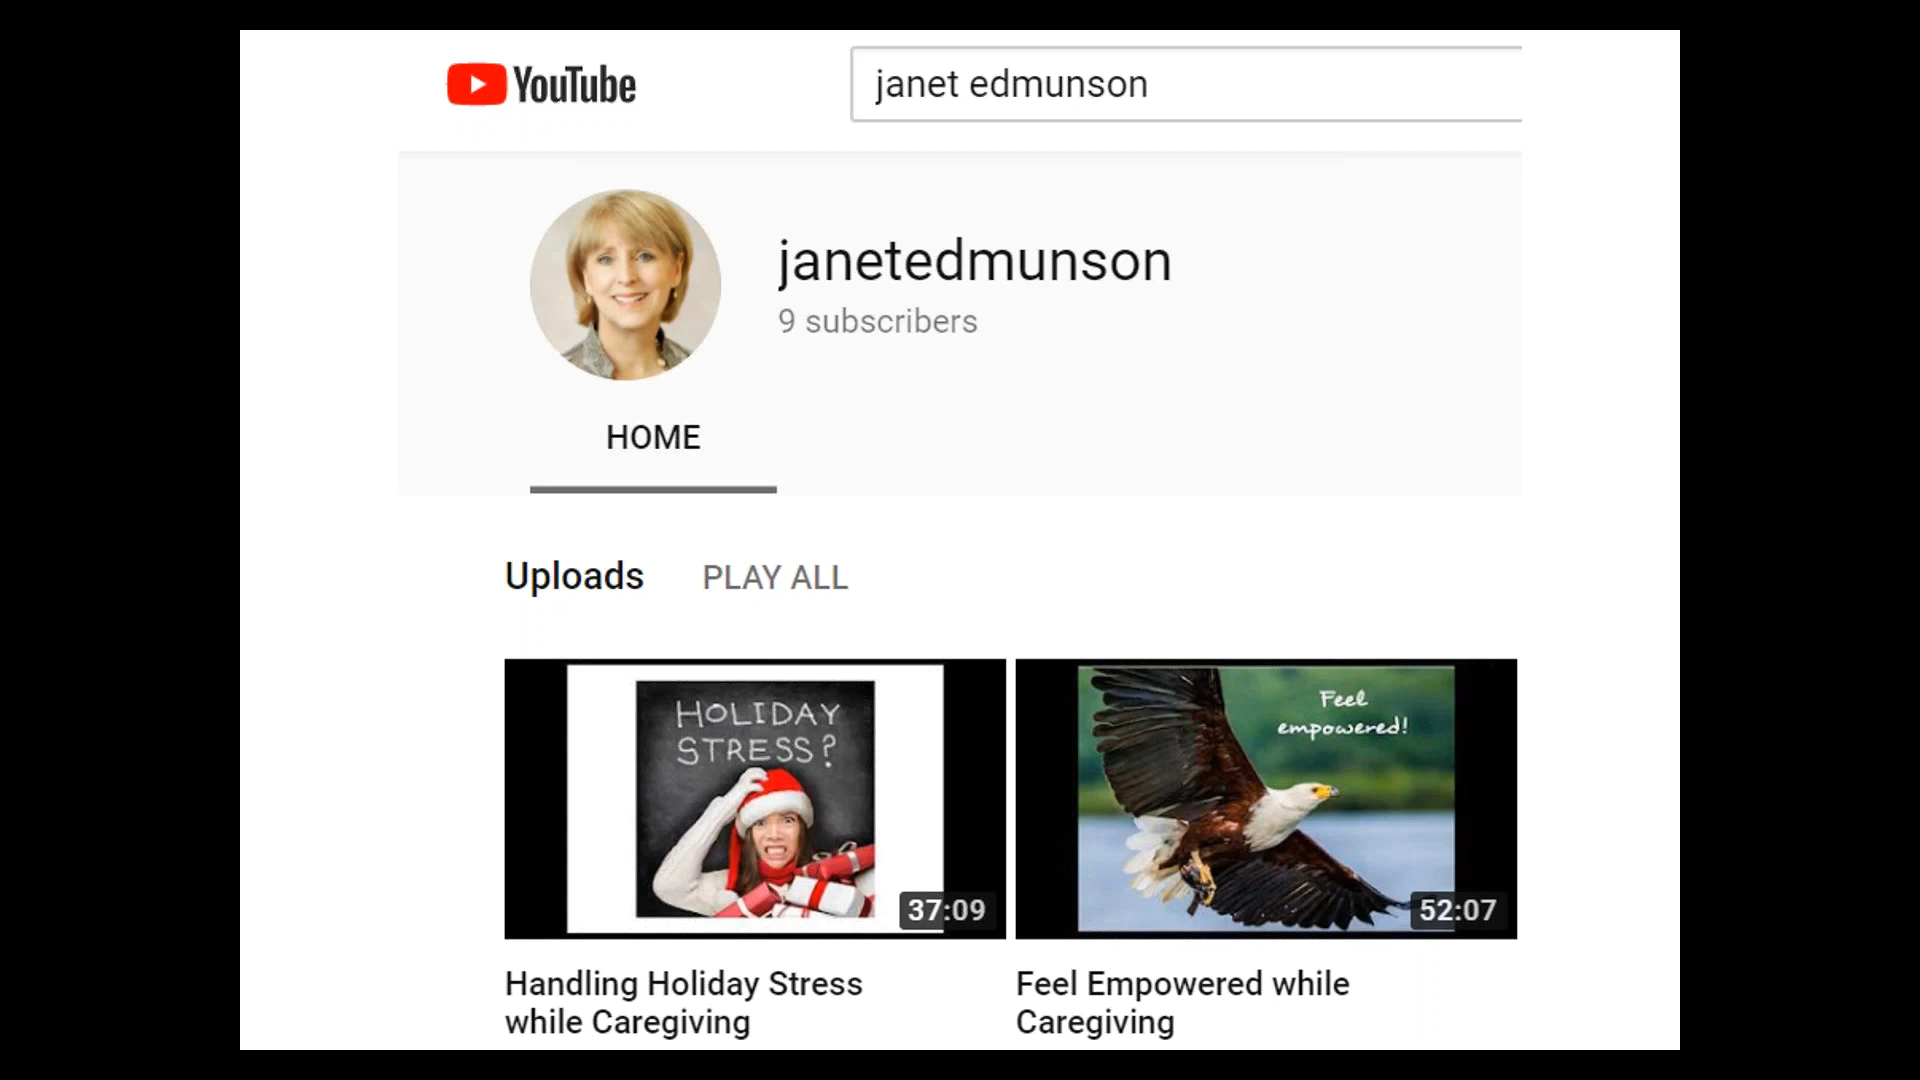 YouTube
janet edmunson
janetedmunson
9 subscribers
HOME
Uploads PLAY ALL
HOLIDAY
STRESS?
37:09
Feel
empowered!
52:07
Handling Holiday Stress
while Caregiving
Feel Empowered while
Caregiving